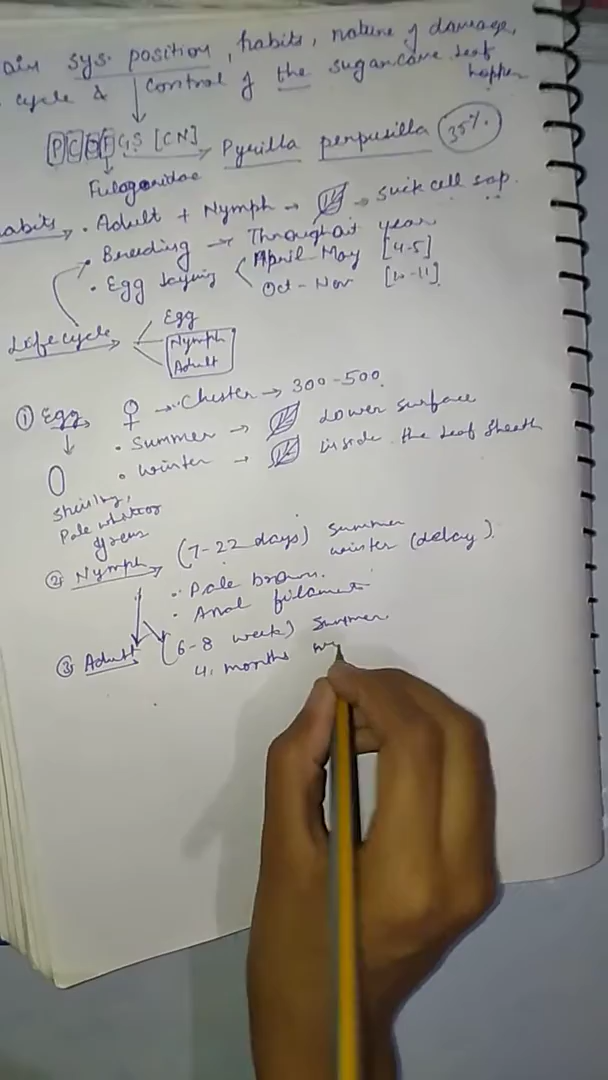 ain sys. position, habits, nature of damage,
cycle & control of the sugarcane leaf
hopper
PCOFGS [CN] → Pyrilla perpusilla 35%
Fulogoridae
habits → • Adult + Nymph → → Suck cell sap.
• Breeding → Throughout year
• Egg laying April May [4-5]
Oct - Nov [10-11]
Lifecycle → Egg
Nymph
Adult
① Egg ♀ → Cluster → 300-500
• Summer → Lower surface
• Winter → inside the leaf sheath
Shining,
Pale whitish
green
② Nymph → (7-22 days) Summer
winter (delay)
• Pale brown.
• Anal filament
③ Adult (6-8 week) Summer
4. months